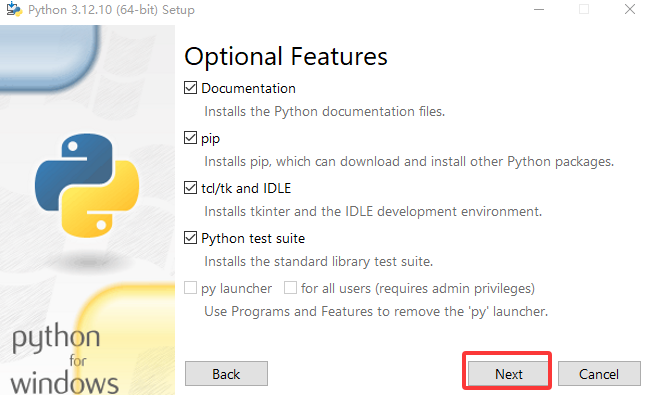 Python 3.12.10 (64-bit) Setup
Optional Features
Documentation
Installs the Python documentation files.
pip
Installs pip, which can download and install other Python packages.
tcl/tk and IDLE
Installs tkinter and the IDLE development environment.
Python test suite
Installs the standard library test suite.
py launcher for all users (requires admin privileges)
Use Programs and Features to remove the 'py' launcher.
python
for
windows
Back Next Cancel